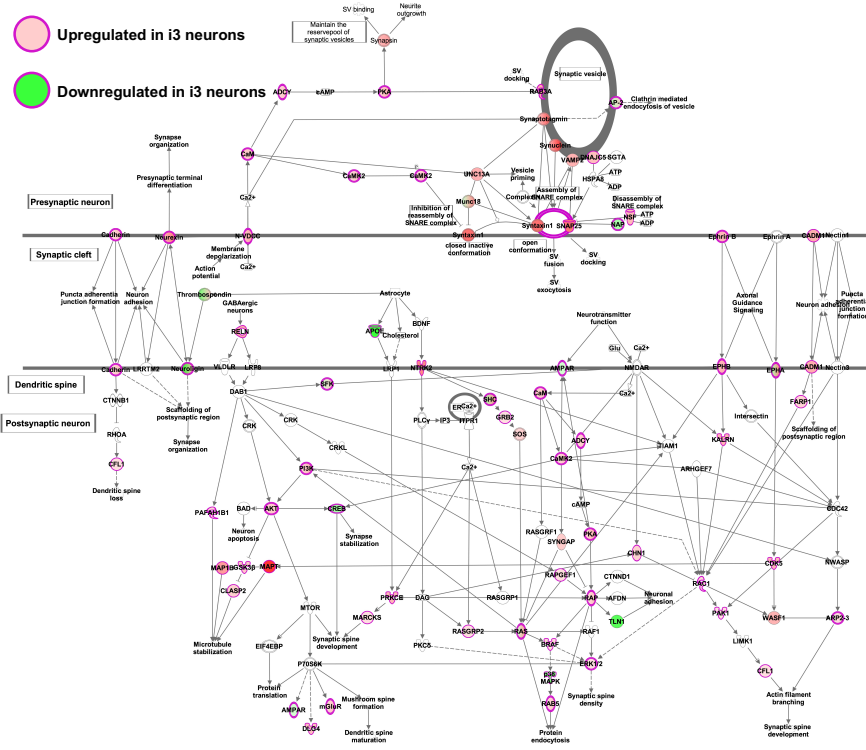 SV binding
Neurite
outgrowth
Upregulated in i3 neurons
Maintain the
reservepool of
synaptic vesicles
Synapsin
Downregulated in i3 neurons
ADCY
cAMP
PKA
SV
docking
RAB3A
Synaptic vesicle
AP-2
Clathrin mediated
endocytosis of vesicle
Synaptotagmin
Synapse
organization
Synuclein
CaM
VAMP2
DNAJC5
SGTA
Presynaptic terminal
differentiation
CaMK2
CaMK2
UNC13A
Vesicle
priming
HSPA8
ATP
ADP
Presynaptic neuron
Ca2+
Munc18
Complexin
Assembly of
SNARE complex
Disassembly of
SNARE complex
Inhibition of
reassembly of
SNARE complex
Syntaxin1
SNAP25
NSF
NAP
ATP
ADP
Cadherin
Neurexin
N-VDCC
Syntaxin1
Ephrin B
Ephrin A
CADM1
Nectin1
Synaptic cleft
Membrane
depolarization
closed inactive
conformation
open
conformation
SV
fusion
SV
docking
Action
potential
Ca2+
SV
exocytosis
Puncta adherentia
junction formation
Neuron
adhesion
Thrombospondin
GABAergic
neurons
Astrocyte
Axonal
Guidance
Signaling
Neuron adhesion
Puncta
adherentia
junction
formation
RELN
APOE
Cholesterol
BDNF
Neurotransmitter
function
Glu
Ca2+
Cadherin
LRRTM2
Neuroligin
VLDLR
LRP8
LRP1
NTRK2
AMPAR
NMDAR
EPHB
EPHA
CADM1
Nectin3
Dendritic spine
CTNNB1
DAB1
SFK
SHC
ER
Ca2+
CaM
Ca2+
FARP1
Postsynaptic neuron
Scaffolding of
postsynaptic region
CRK
CRK
PLCγ
IP3
ITPR1
GRB2
SOS
Intersectin
Scaffolding of
postsynaptic region
RHOA
Synapse
organization
CRKL
ADCY
TIAM1
KALRN
CFL1
PI3K
Ca2+
CaMK2
ARHGEF7
Dendritic spine
loss
PAFAH1B1
BAD
AKT
CREB
cAMP
CDC42
Neuron
apoptosis
Synapse
stabilization
RASGRF1
SYNGAP
PKA
MAP1B
GSK3β
MAPT
CHN1
CDK5
NWASP
CLASP2
RAPGEF1
CTNND1
RAC1
MTOR
PRKCE
DAG
RASGRP1
RAP
AFDN
Neuronal
adhesion
MARCKS
PAK1
WASF1
ARP2-3
TLN1
Microtubule
stabilization
EIF4EBP
Synaptic spine
development
RASGRP2
RAS
RAF1
BRAF
PKCδ
LIMK1
P70S6K
ERK1/2
CFL1
Protein
translation
p38
MAPK
Actin filament
branching
AMPAR
mGluR
Mushroom spine
formation
RAB5
Synaptic spine
density
DLG4
Dendritic spine
maturation
Protein
endocytosis
Synaptic spine
development